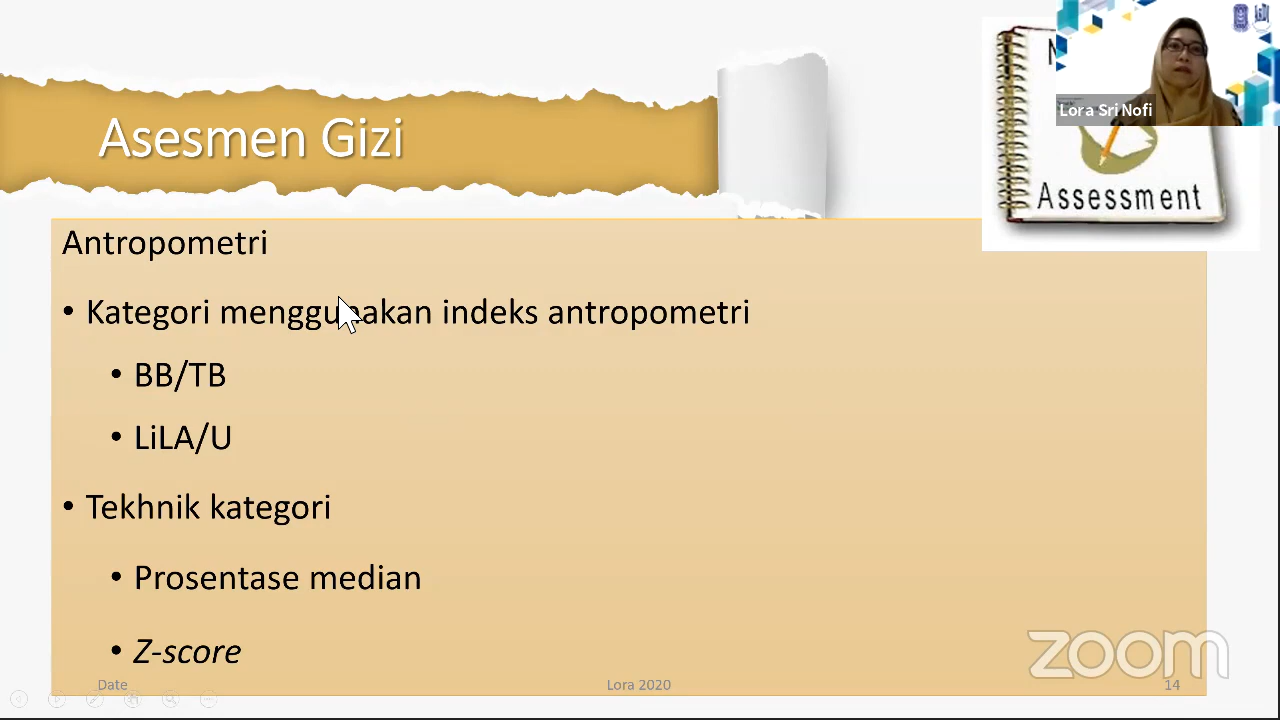 Asesmen Gizi
Lora Sri Nofi
Assessment
Antropometri
• Kategori menggunakan indeks antropometri
• BB/TB
• LiLA/U
• Tekhnik kategori
• Prosentase median
• Z-score
zoom
Date
Lora 2020
14